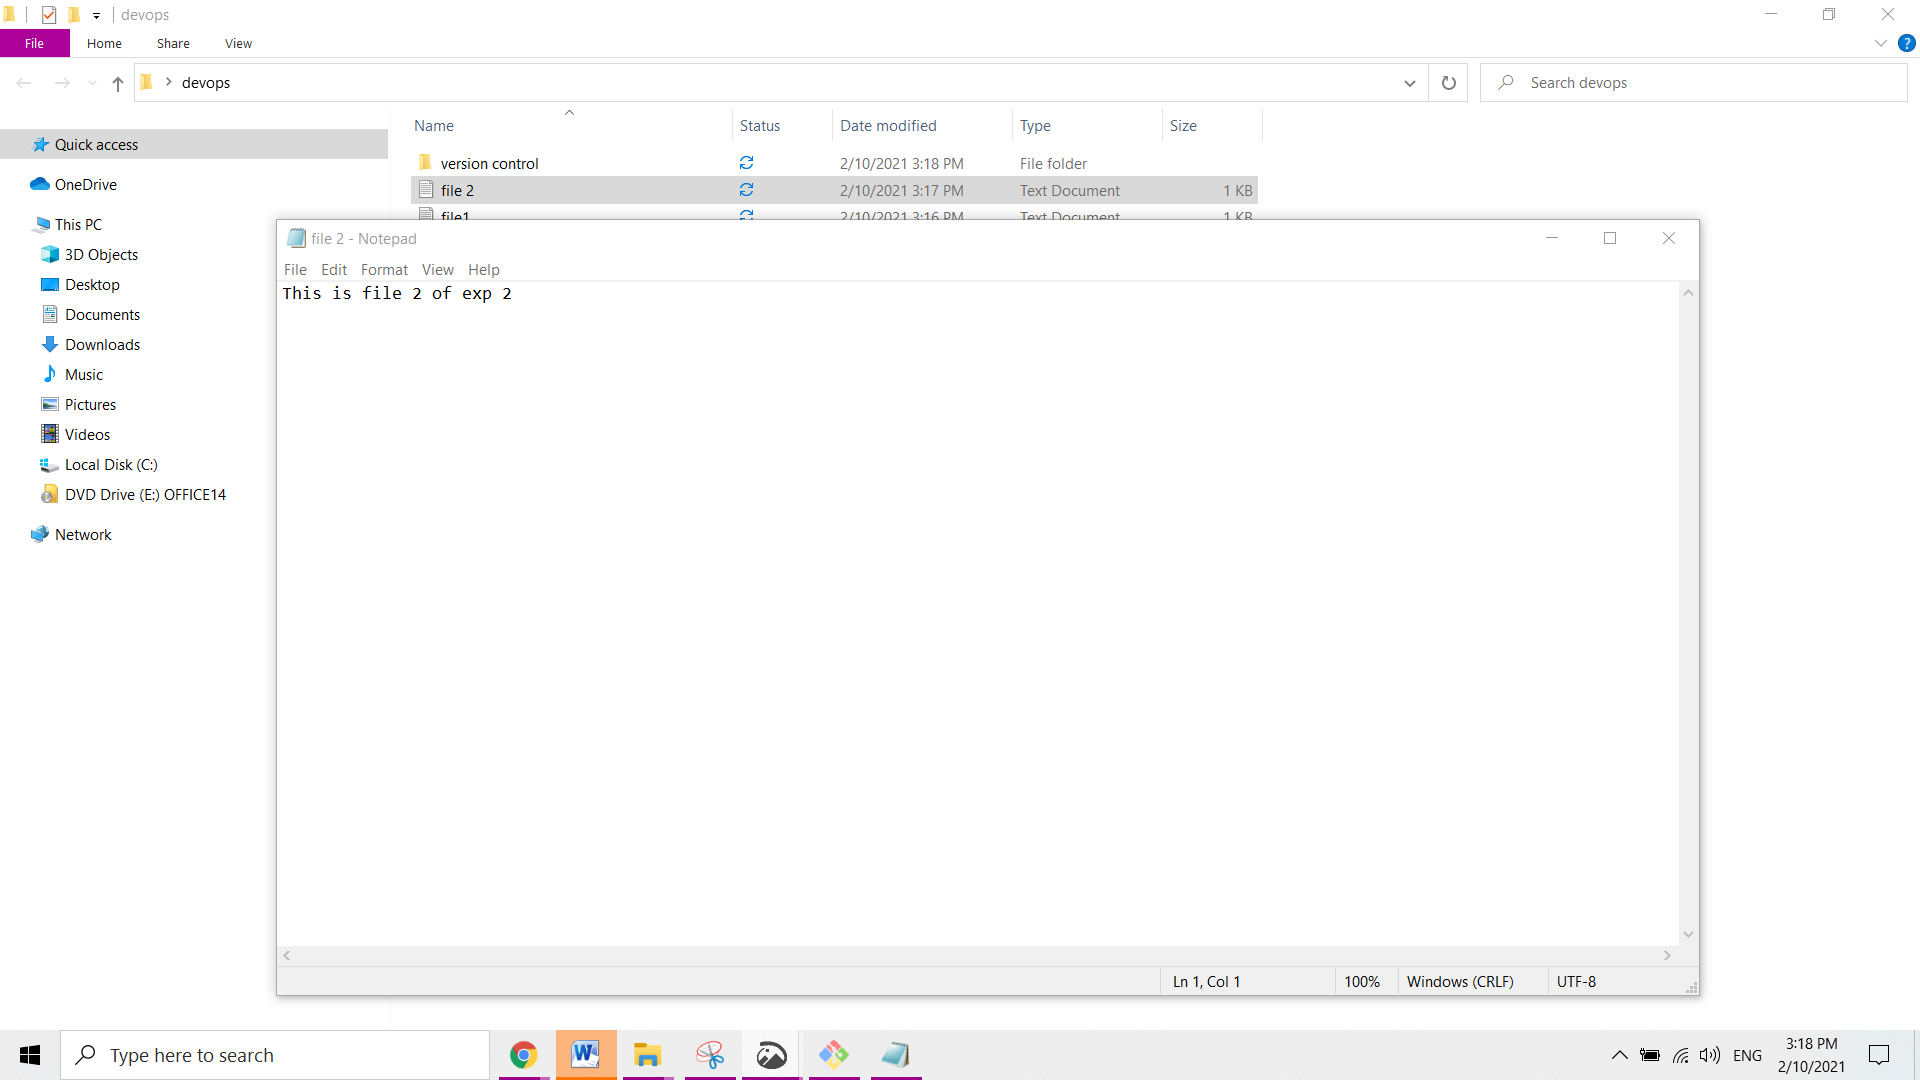 devops
File Home Share View
devops
Search devops
Name Status Date modified Type Size
Quick access
OneDrive
This PC
3D Objects
Desktop
Documents
Downloads
Music
Pictures
Videos
Local Disk (C:)
DVD Drive (E:) OFFICE14
Network
version control 2/10/2021 3:18 PM File folder
file 2 2/10/2021 3:17 PM Text Document 1 KB
file1 2/10/2021 3:16 PM Text Document 1 KB
file 2 - Notepad
File Edit Format View Help
This is file 2 of exp 2
Ln 1, Col 1 100% Windows (CRLF) UTF-8
Type here to search
ENG
3:18 PM
2/10/2021